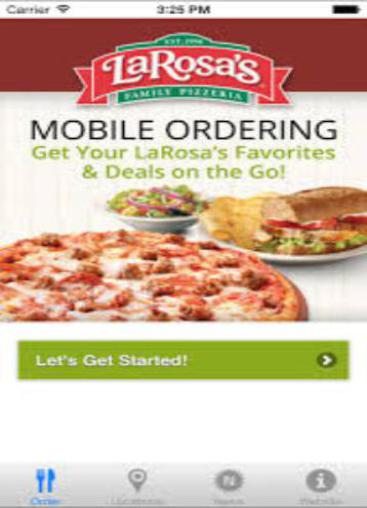 Carrier 3:25 PM
EST. 1954
LaRosa's
FAMILY PIZZERIA
MOBILE ORDERING
Get Your LaRosa's Favorites
& Deals on the Go!
Let's Get Started!
Order Locations Website